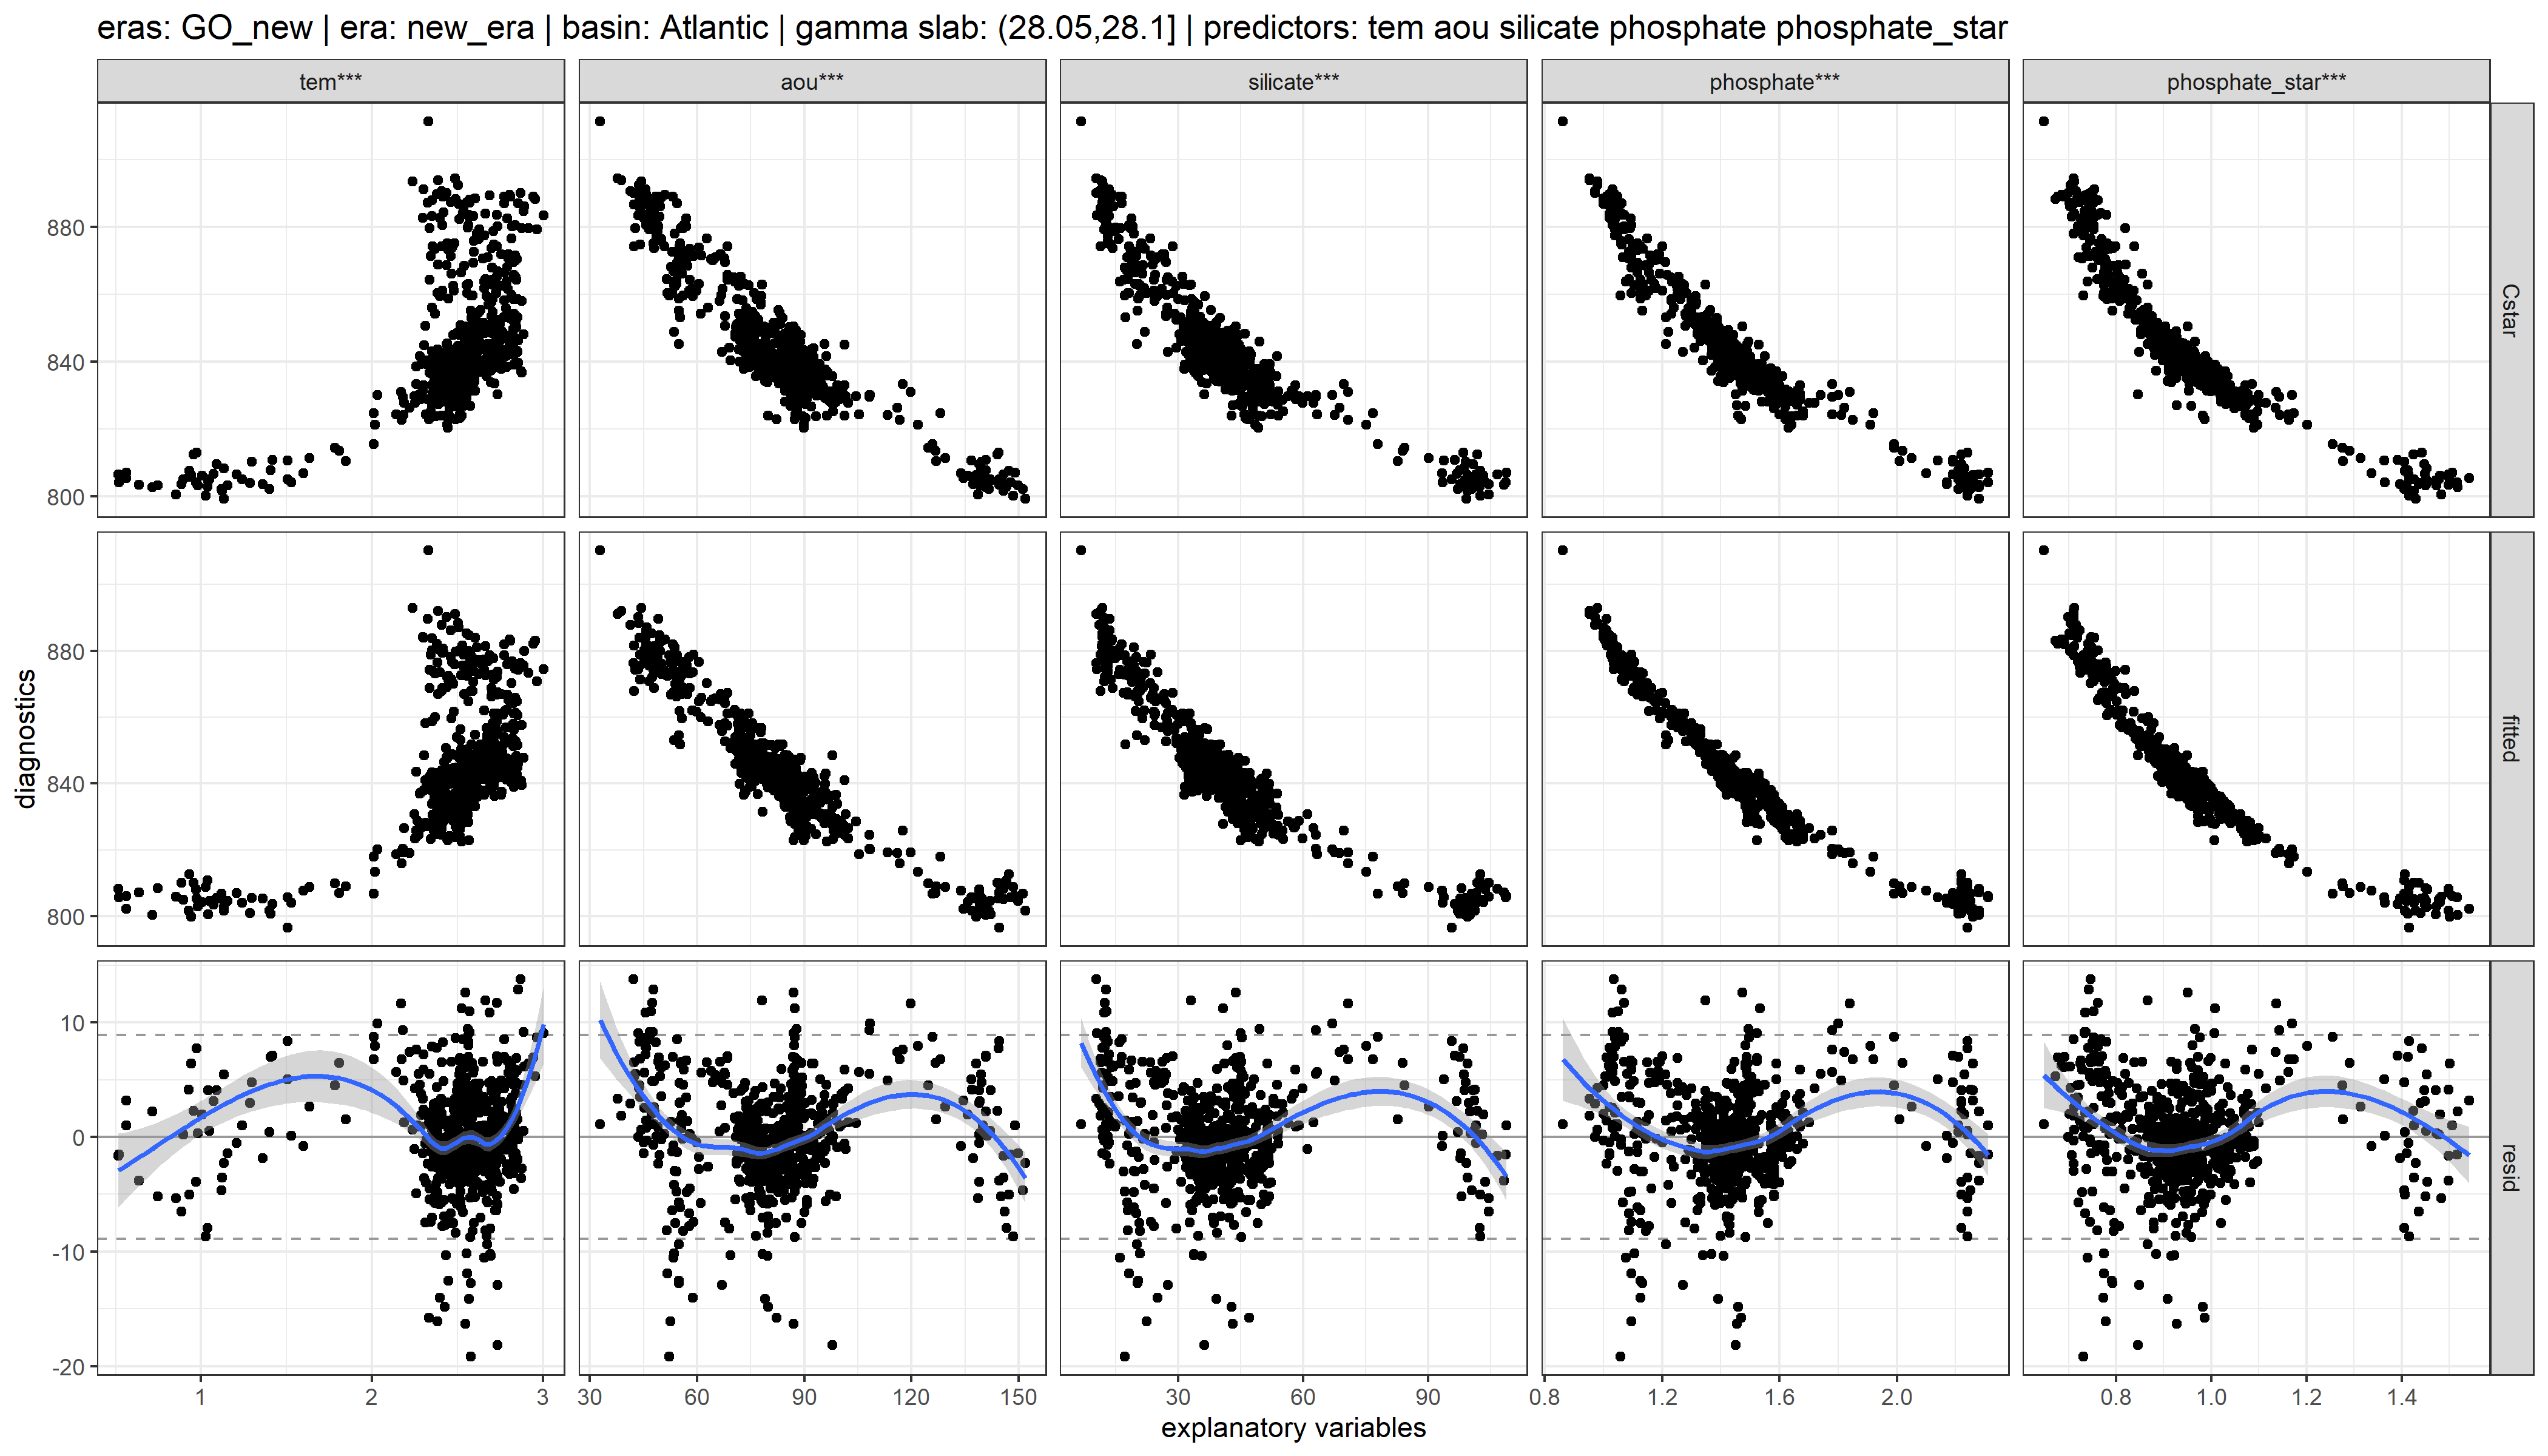 eras: GO_new | era: new_era | basin: Atlantic | gamma slab: (28.05,28.1] | predictors: tem aou silicate phosphate phosphate_star
tem***
aou***
silicate***
phosphate***
phosphate_star***
880
840
800
Cstar
880
840
800
fitted
diagnostics
10
0
-10
-20
resid
1
2
3
30
60
90
120
150
30
60
90
0.8
1.2
1.6
2.0
0.8
1.0
1.2
1.4
explanatory variables